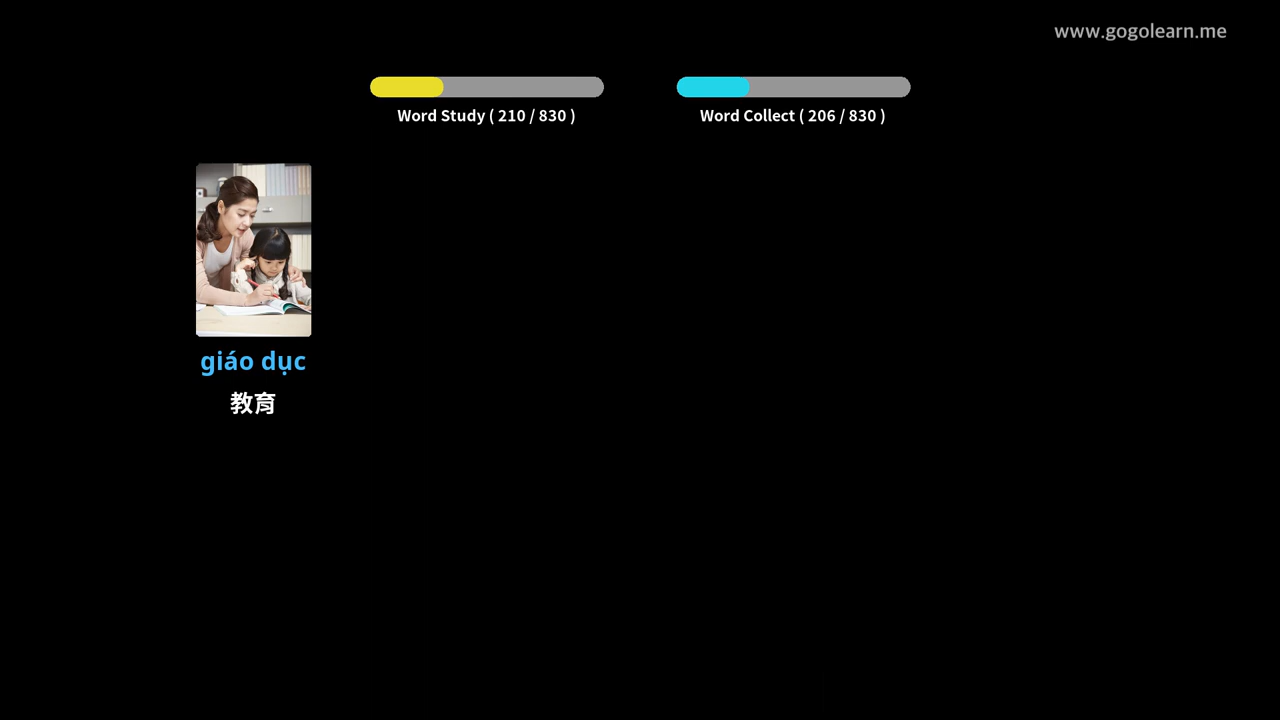 www.gogolearn.me
Word Study ( 210 / 830 )
Word Collect ( 206 / 830 )
giáo dục
教育